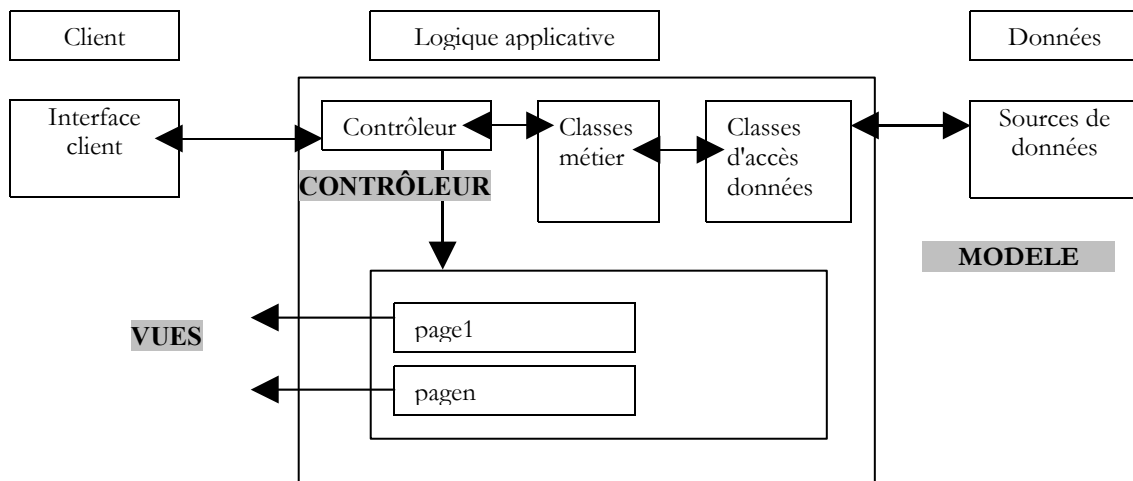 Client
Logique applicative
Données
Interface
client
Contrôleur
Classes
métier
Classes
d'accès
données
Sources de
données
CONTRÔLEUR
MODELE
VUES
page1
pagen